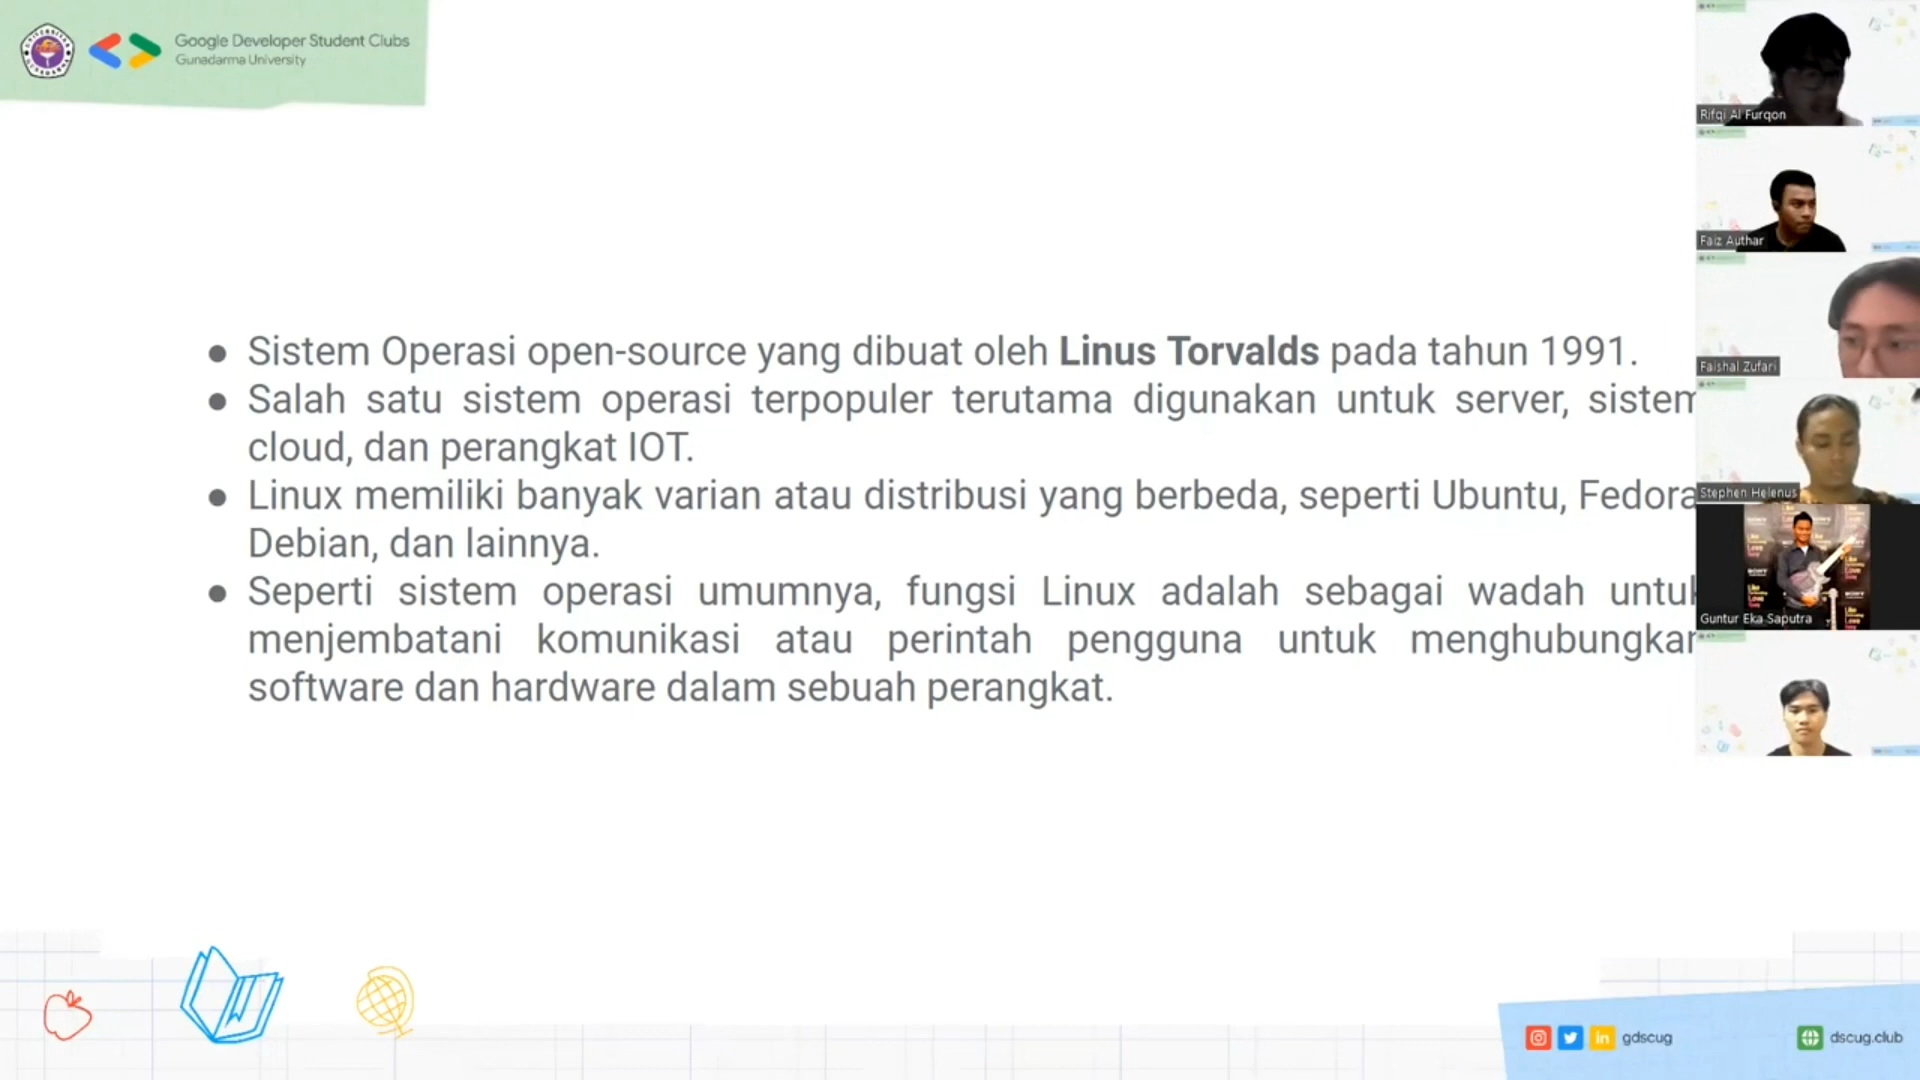 Google Developer Student Clubs
Gunadarma University
● Sistem Operasi open-source yang dibuat oleh Linus Torvalds pada tahun 1991.
● Salah satu sistem operasi terpopuler terutama digunakan untuk server, sistem
cloud, dan perangkat IOT.
● Linux memiliki banyak varian atau distribusi yang berbeda, seperti Ubuntu, Fedora
Debian, dan lainnya.
● Seperti sistem operasi umumnya, fungsi Linux adalah sebagai wadah untuk
menjembatani komunikasi atau perintah pengguna untuk menghubungkan
software dan hardware dalam sebuah perangkat.
Rifqi Al Furqon
Faiz Authar
Faishal Zufari
Stephen Helenus
Guntur Eka Saputra
gdscug
dscug.club